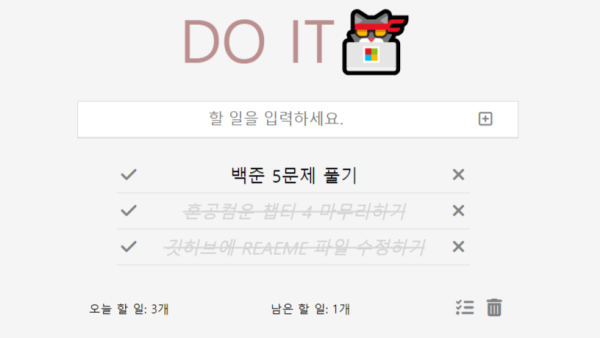 DO IT
할 일을 입력하세요.
백준 5문제 풀기
혼공컴운 챕터 4 마무리하기
깃허브에 REAEME 파일 수정하기
오늘 할 일: 3개
남은 할 일: 1개